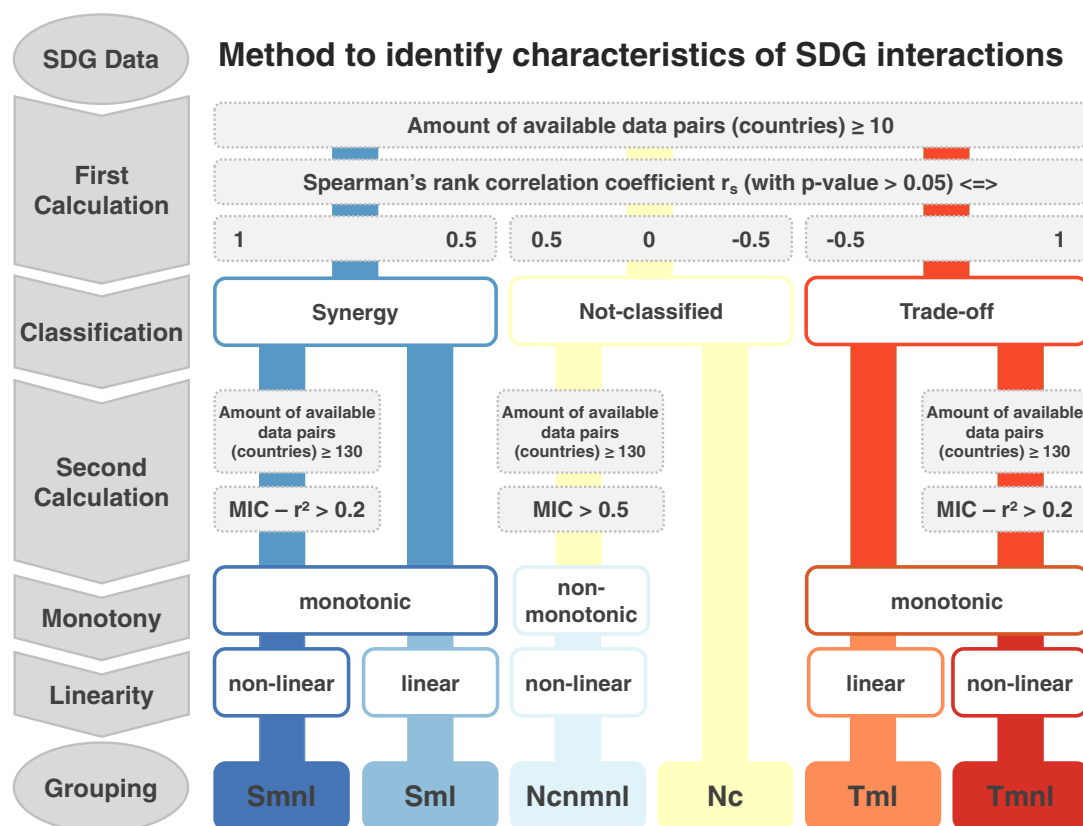 SDG Data
Method to identify characteristics of SDG interactions
First
Calculation
Amount of available data pairs (countries) ≥ 10
Spearman's rank correlation coefficient rₛ (with p-value > 0.05) <=>
1 0.5
0.5 0 -0.5
-0.5 1
Classification
Synergy
Not-classified
Trade-off
Second
Calculation
Amount of available
data pairs
(countries) ≥ 130
Amount of available
data pairs
(countries) ≥ 130
Amount of available
data pairs
(countries) ≥ 130
MIC – r² > 0.2
MIC > 0.5
MIC – r² > 0.2
Monotony
monotonic
non-
monotonic
monotonic
Linearity
non-linear
linear
non-linear
linear
non-linear
Grouping
Smnl
Sml
Ncnmnl
Nc
Tml
Tmnl